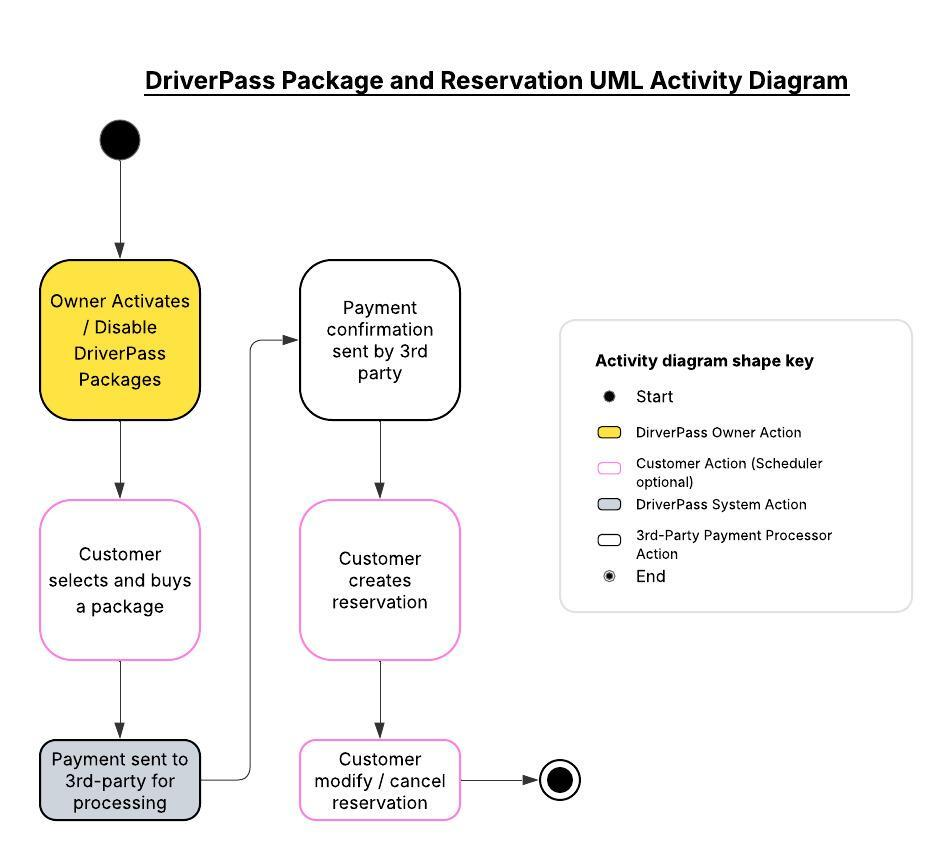 DriverPass Package and Reservation UML Activity Diagram
Owner Activates
/ Disable
DriverPass
Packages
Customer
selects and buys
a package
Payment sent to
3rd-party for
processing
Payment
confirmation
sent by 3rd
party
Customer
creates
reservation
Customer
modify / cancel
reservation
Activity diagram shape key
Start
DirverPass Owner Action
Customer Action (Scheduler
optional)
DriverPass System Action
3rd-Party Payment Processor
Action
End